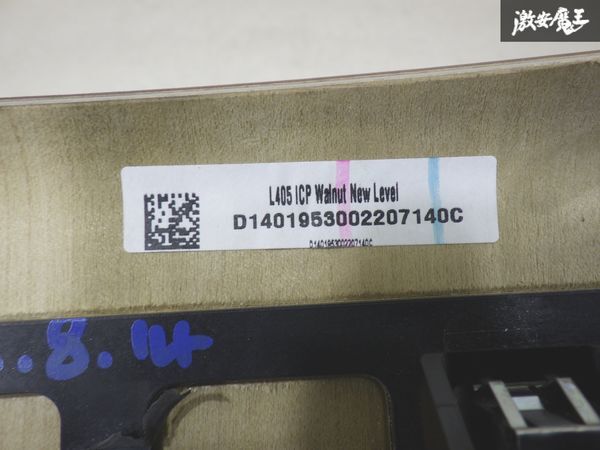 激安魔王
L405 ICP Walnut New Level
D1401953002207140C
D1401953002207140C
..8.14